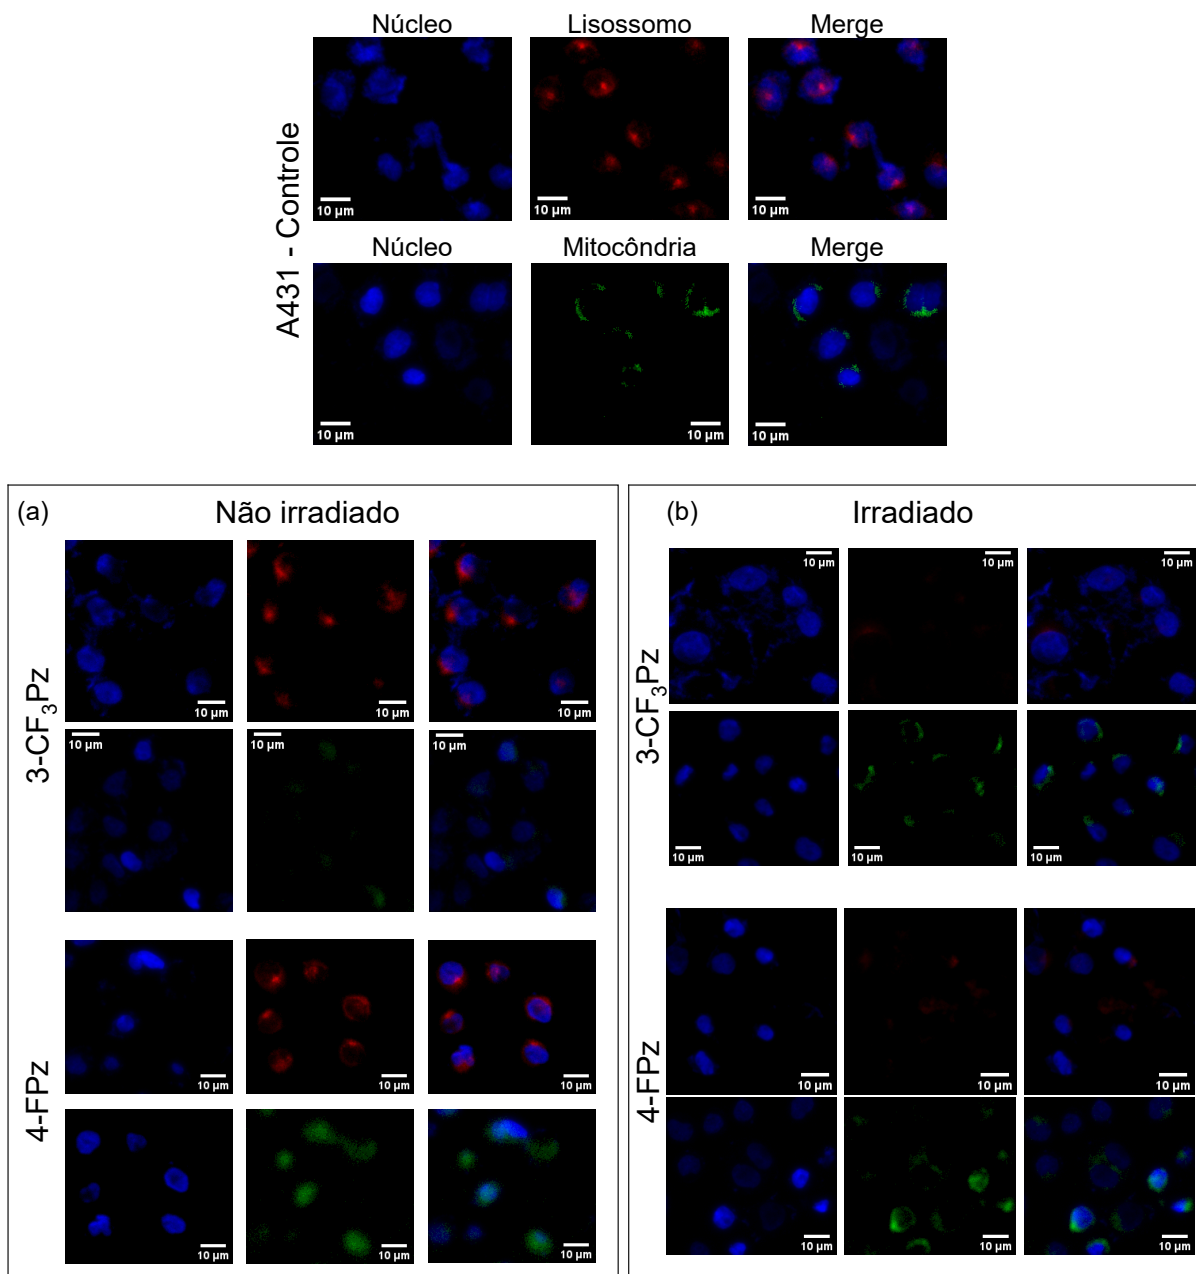 Núcleo Lisossomo Merge
A431 - Controle
10 µm 10 µm 10 µm
Núcleo Mitocôndria Merge
10 µm 10 µm 10 µm
(a) Não irradiado
3-CF₃Pz
10 µm 10 µm 10 µm
10 µm 10 µm
4-FPz
10 µm 10 µm 10 µm
10 µm 10 µm 10 µm
(b) Irradiado
3-CF₃Pz
10 µm 10 µm 10 µm
10 µm 10 µm 10 µm
4-FPz
10 µm 10 µm 10 µm
10 µm 10 µm 10 µm